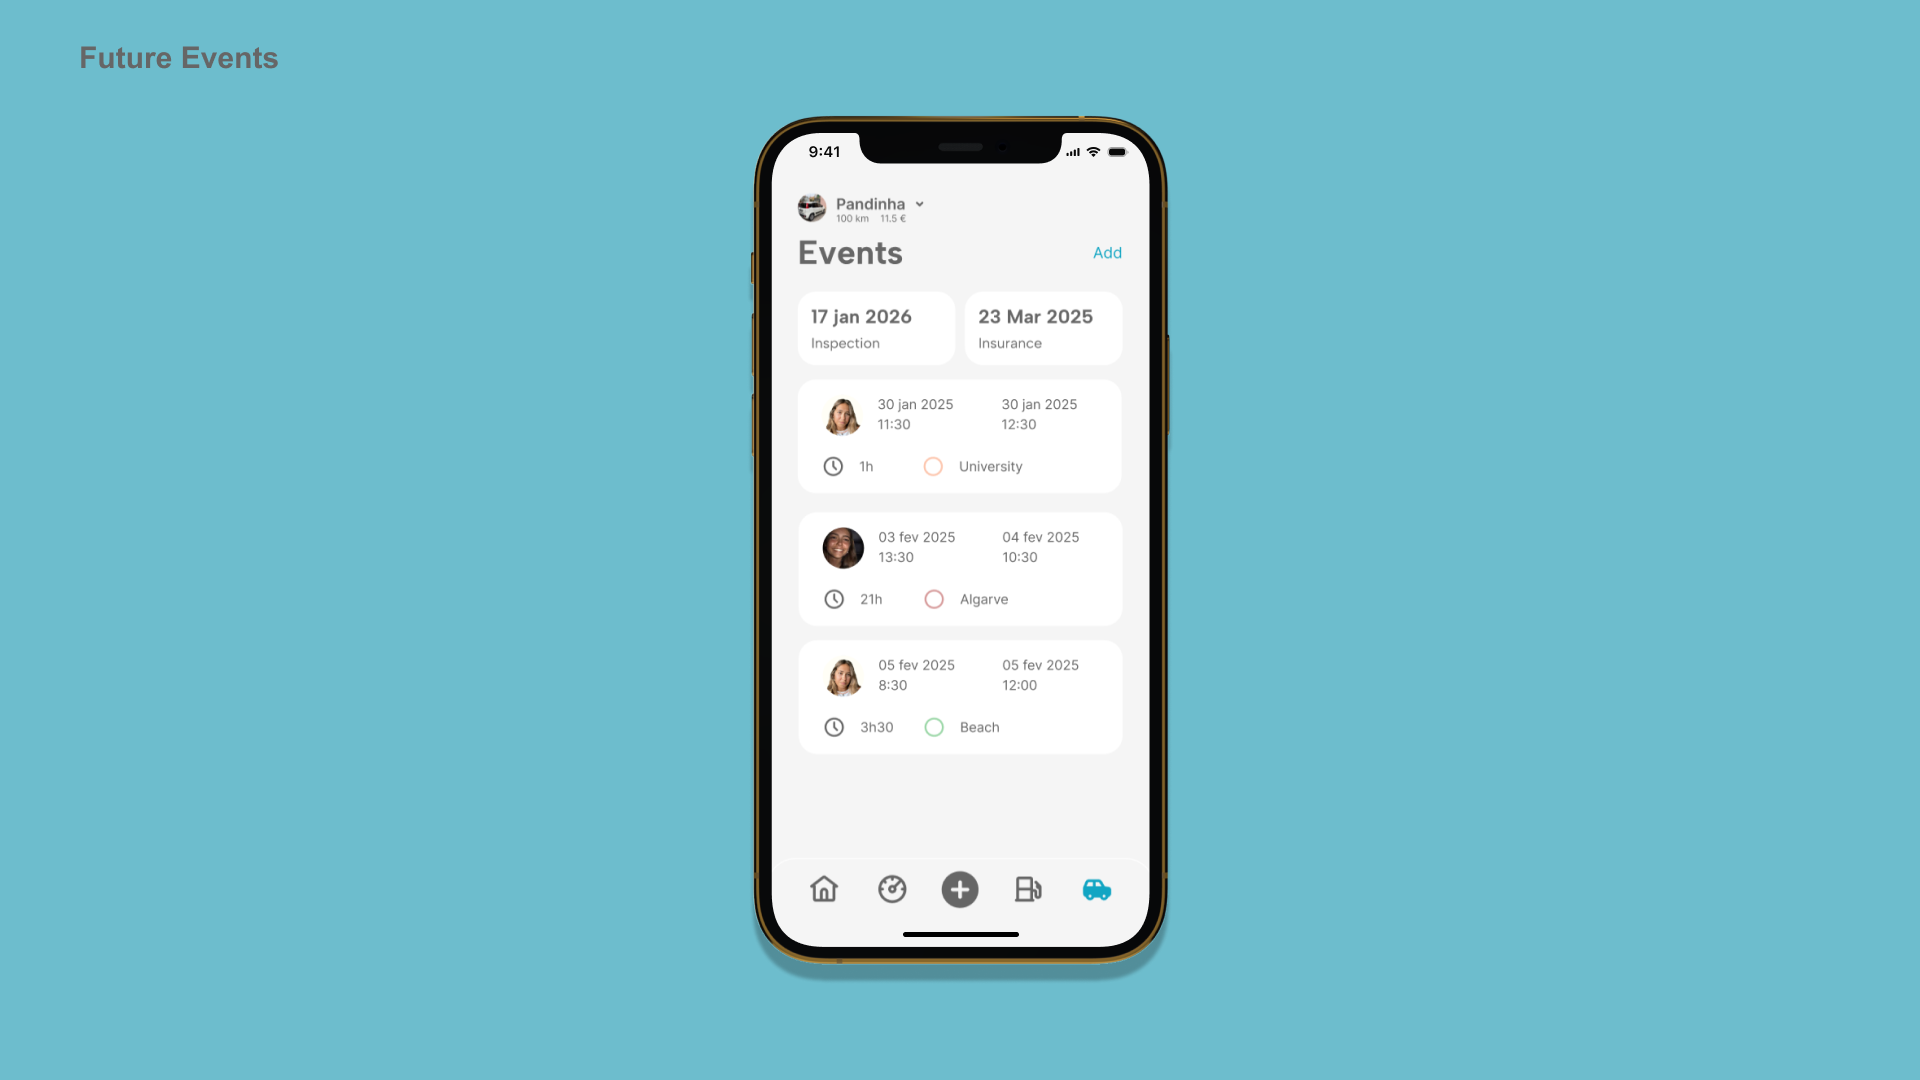 Future Events
9:41
Pandinha
100 km 11.5 €
Events
Add
17 jan 2026
Inspection
23 Mar 2025
Insurance
30 jan 2025 30 jan 2025
11:30 12:30
1h University
03 fev 2025 04 fev 2025
13:30 10:30
21h Algarve
05 fev 2025 05 fev 2025
8:30 12:00
3h30 Beach